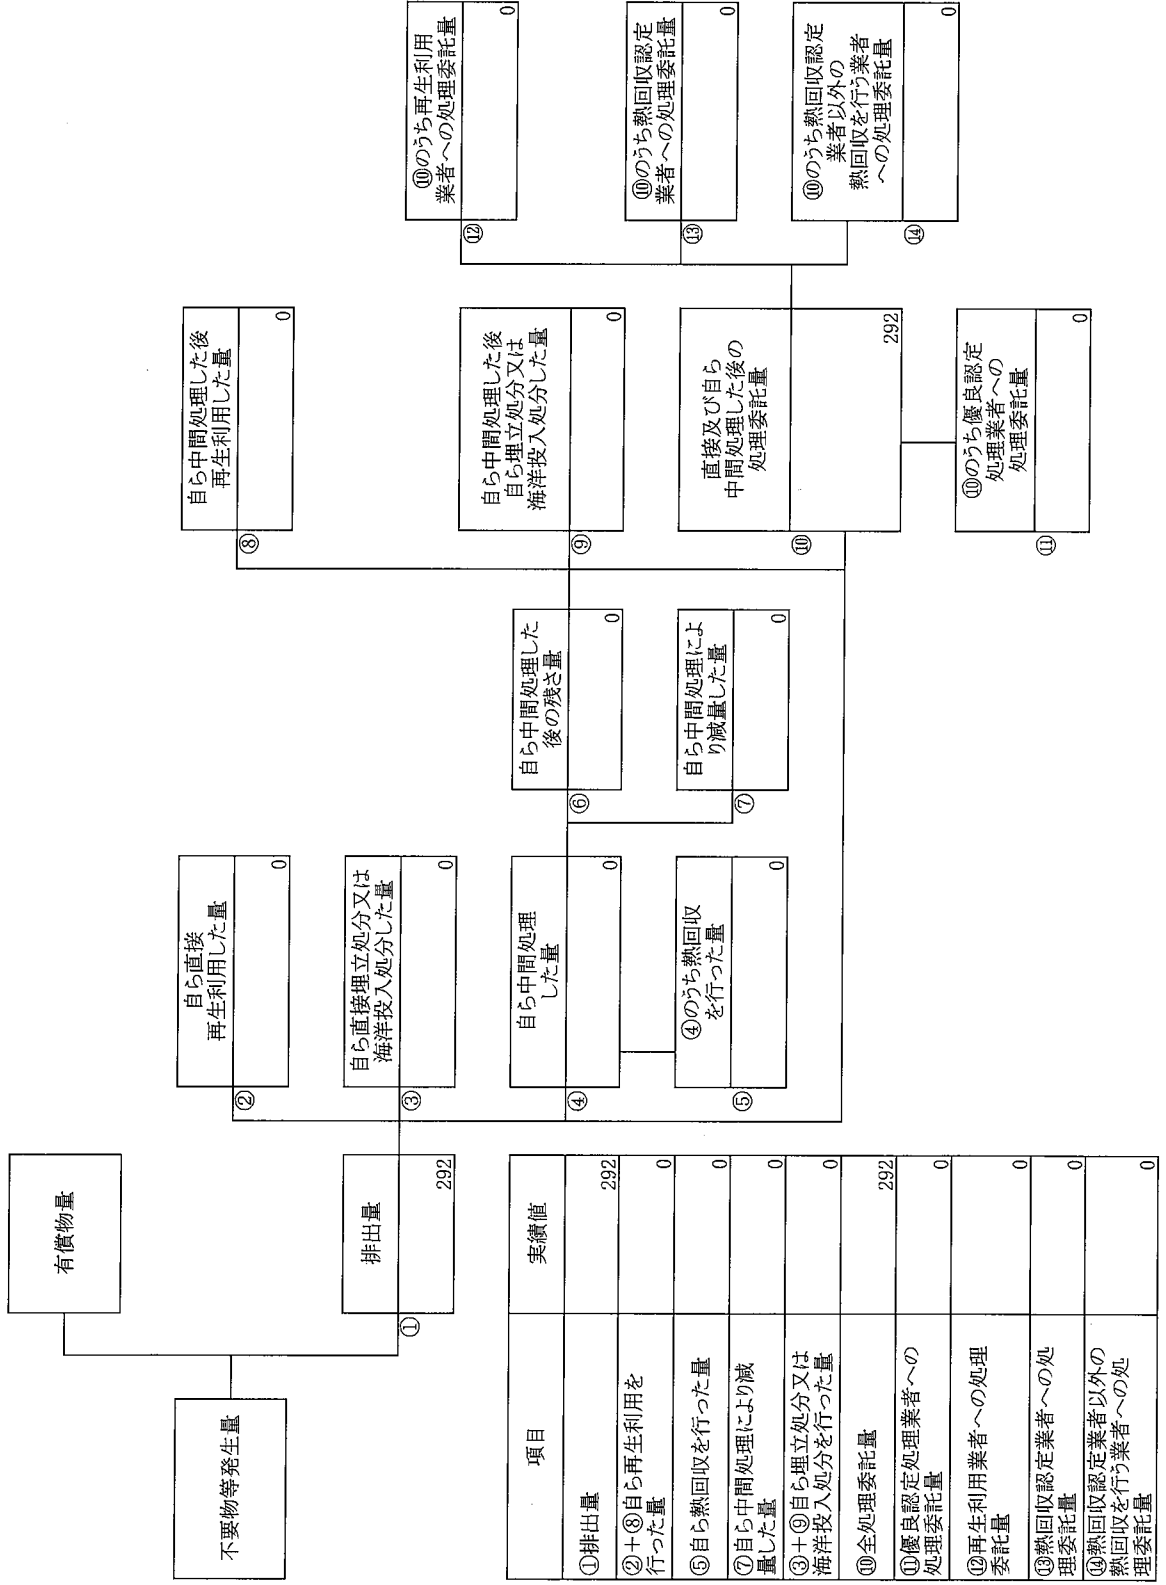 不要物等発生量
有償物量
①
排出量
292
②
自ら直接
再生利用した量
0
③
自ら直接埋立処分又は
海洋投入処分した量
0
④
自ら中間処理
した量
0
⑤
④のうち熱回収
を行った量
0
⑥
自ら中間処理した
後の残さ量
0
⑦
自ら中間処理によ
り減量した量
0
⑧
自ら中間処理した後
再生利用した量
0
⑨
自ら中間処理した後
自ら埋立処分又は
海洋投入処分した量
0
⑩
直接及び自ら
中間処理した後の
処理委託量
292
⑪
⑩のうち優良認定
処理業者への
処理委託量
0
⑫
⑩のうち再生利用
業者への処理委託量
0
⑬
⑩のうち熱回収認定
業者への処理委託量
0
⑭
⑩のうち熱回収認定
業者以外の
熱回収を行う業者
への処理委託量
0
項目 実績値
①排出量 292
②+⑧自ら再生利用を
行った量 0
⑤自ら熱回収を行った量 0
⑦自ら中間処理により減
量した量 0
③+⑨自ら埋立処分又は
海洋投入処分を行った量 0
⑩全処理委託量 292
⑪優良認定処理業者への
処理委託量 0
⑫再生利用業者への処理
委託量 0
⑬熱回収認定業者への処
理委託量 0
⑭熱回収認定業者以外の
熱回収を行う業者への処
理委託量 0